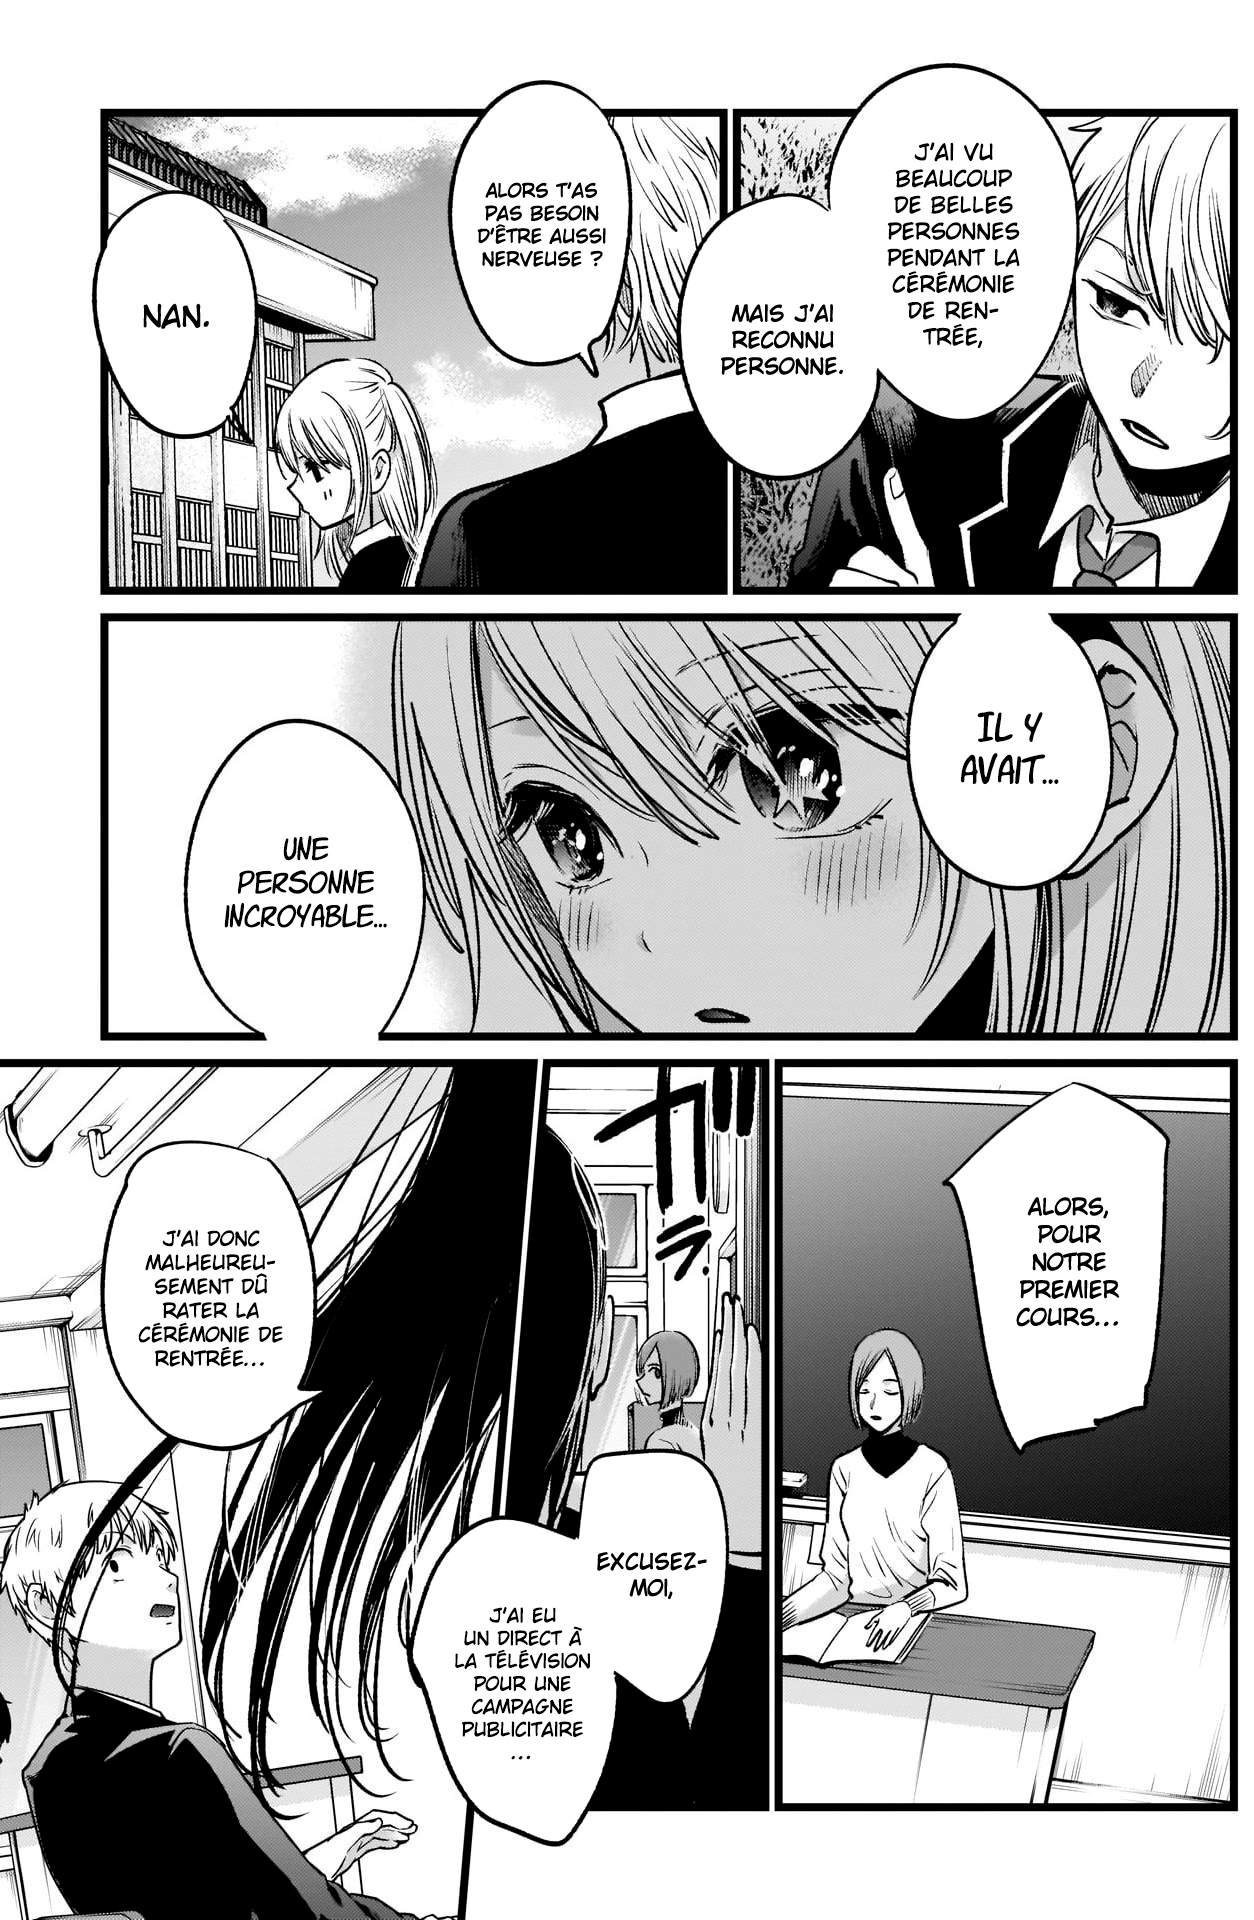 J'AI VU
BEAUCOUP
DE BELLES
PERSONNES
PENDANT LA
CÉRÉMONIE
DE REN-
TRÉE,
MAIS J'AI
RECONNU
PERSONNE.
ALORS T'AS
PAS BESOIN
D'ÊTRE AUSSI
NERVEUSE ?
NAN.
IL Y
AVAIT...
UNE
PERSONNE
INCROYABLE...
ALORS,
POUR
NOTRE
PREMIER
COURS...
ガラ
EXCUSEZ-
MOI,
J'AI EU
UN DIRECT À
LA TÉLÉVISION
POUR UNE
CAMPAGNE
PUBLICITAIRE
...
J'AI DONC
MALHEUREU-
SEMENT DÛ
RATER LA
CÉRÉMONIE DE
RENTRÉE...